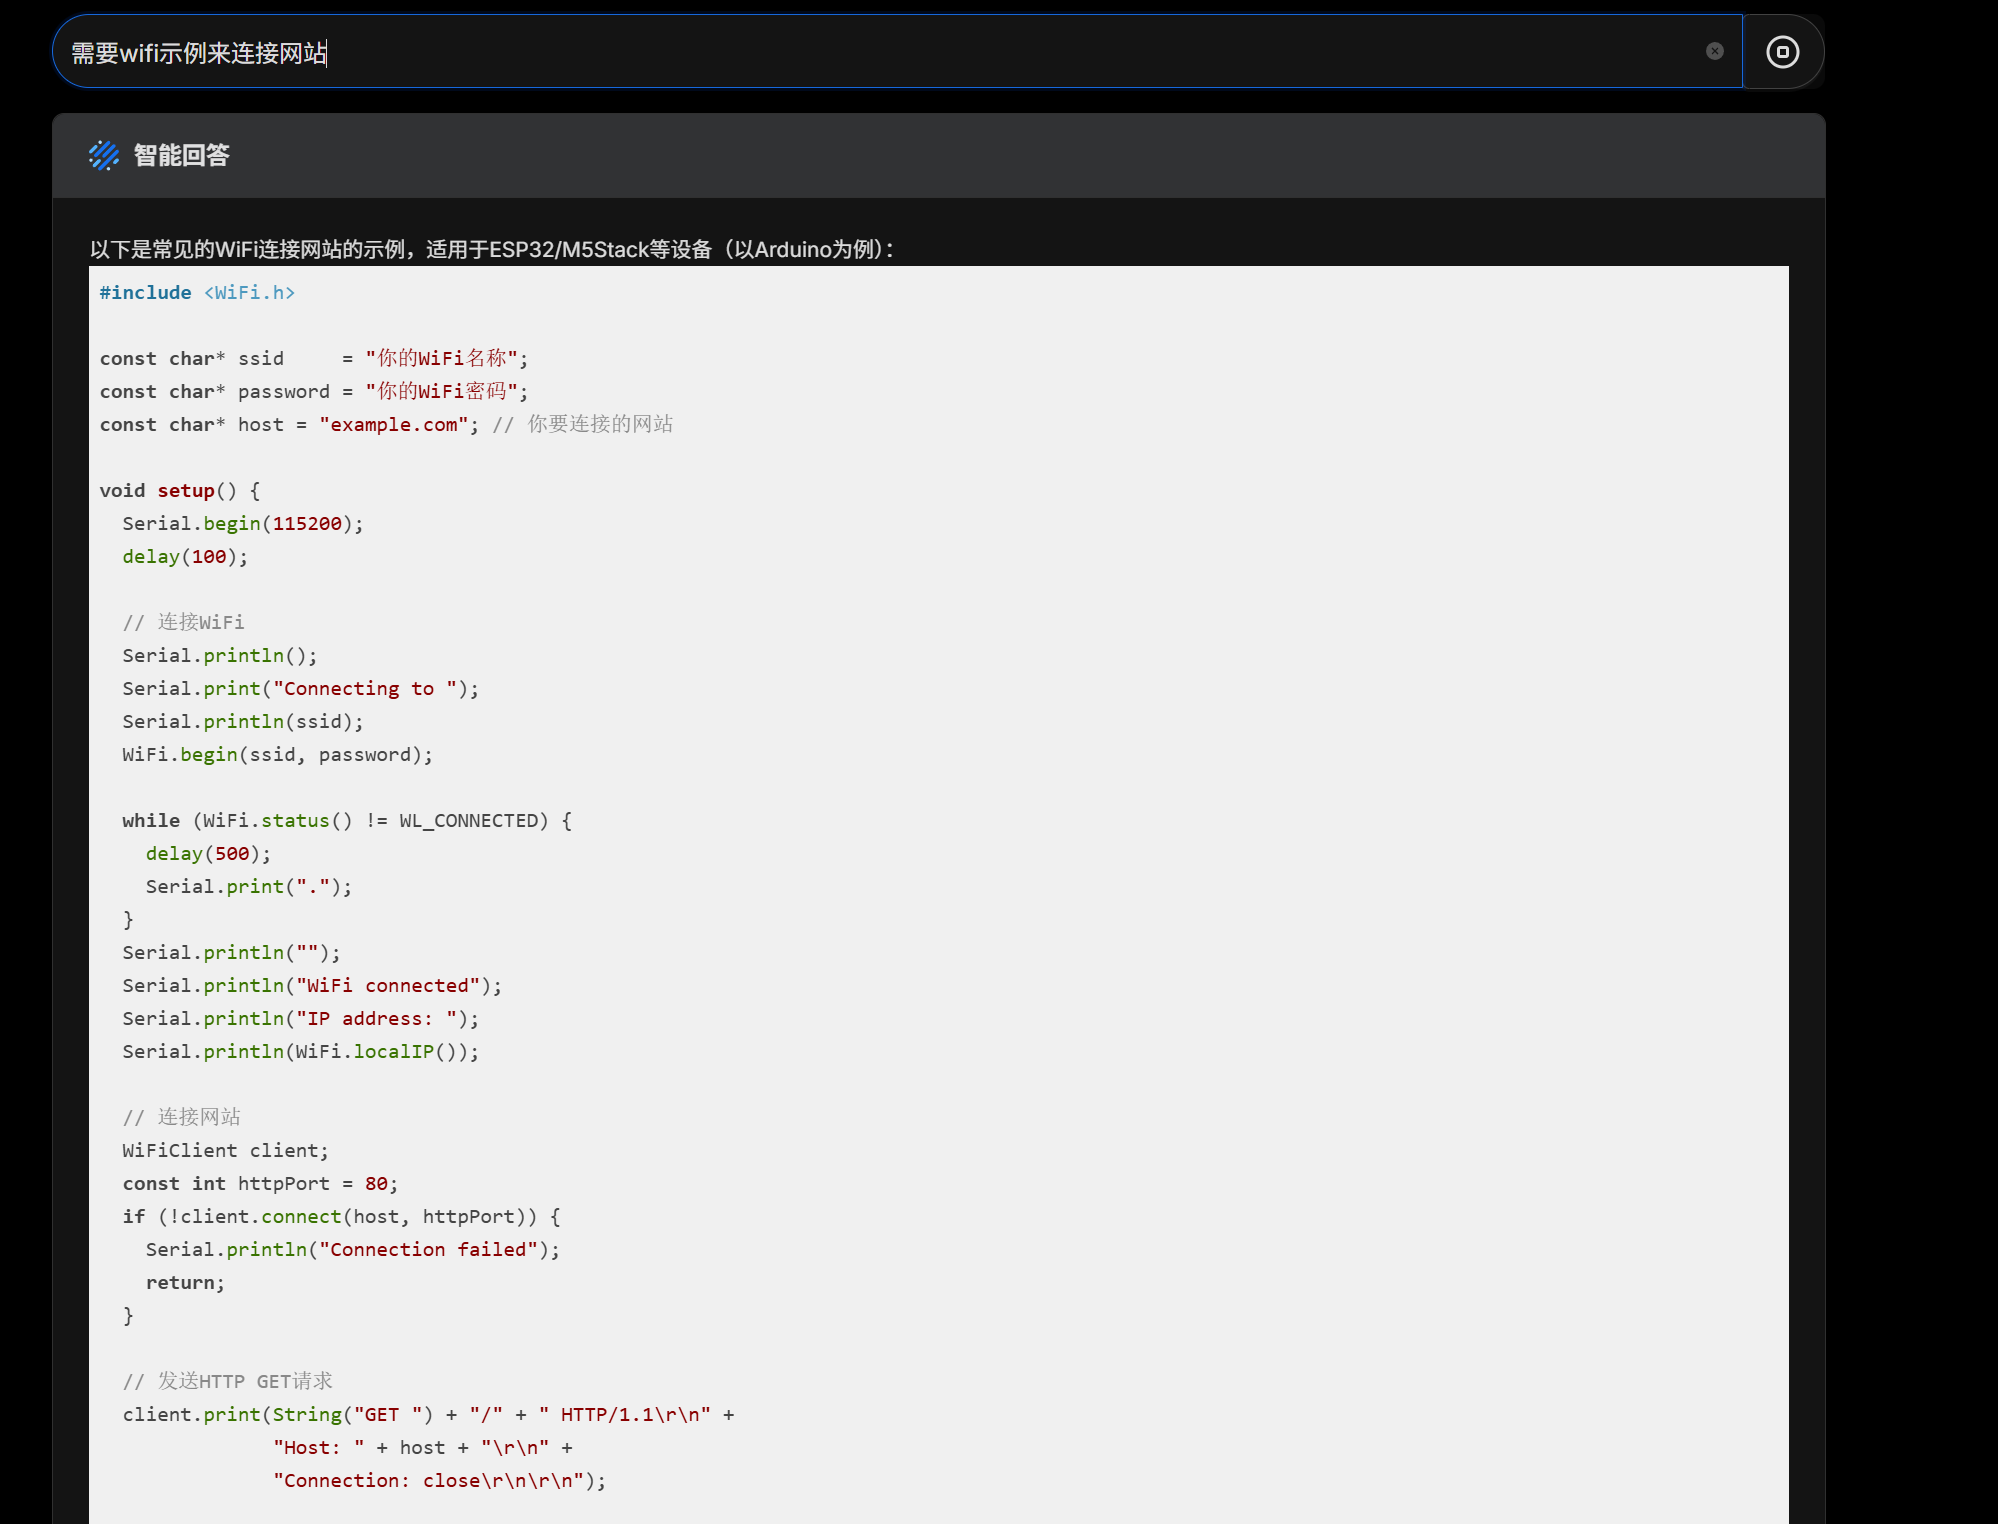 需要wifi示例来连接网站
智能回答
以下是常见的WiFi连接网站的示例，适用于ESP32/M5Stack等设备（以Arduino为例）：
#include <WiFi.h>
const char* ssid     = "你的WiFi名称";
const char* password = "你的WiFi密码";
const char* host = "example.com"; // 你要连接的网站
void setup() {
  Serial.begin(115200);
  delay(100);
  // 连接WiFi
  Serial.println();
  Serial.print("Connecting to ");
  Serial.println(ssid);
  WiFi.begin(ssid, password);
  while (WiFi.status() != WL_CONNECTED) {
    delay(500);
    Serial.print(".");
  }
  Serial.println("");
  Serial.println("WiFi connected");
  Serial.println("IP address: ");
  Serial.println(WiFi.localIP());
  // 连接网站
  WiFiClient client;
  const int httpPort = 80;
  if (!client.connect(host, httpPort)) {
    Serial.println("Connection failed");
    return;
  }
  // 发送HTTP GET请求
  client.print(String("GET ") + "/" + " HTTP/1.1\r\n" +
               "Host: " + host + "\r\n" +
               "Connection: close\r\n\r\n");